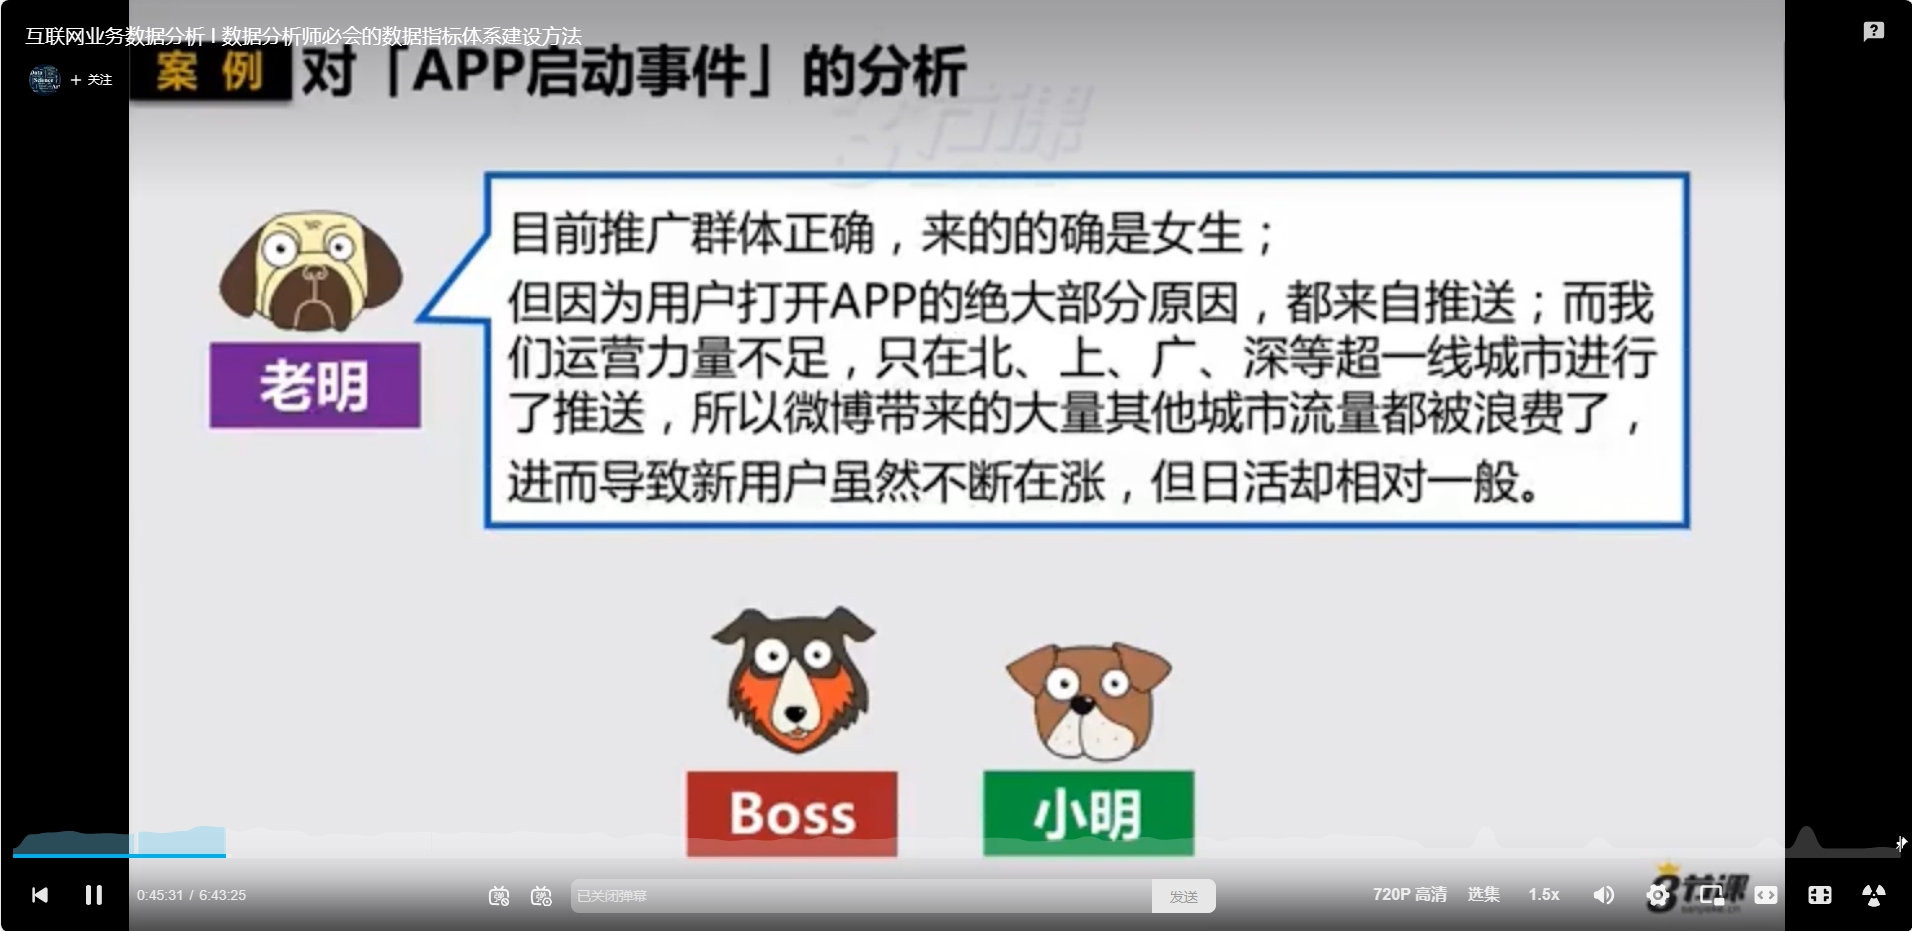 互联网业务数据分析 | 数据分析师必会的数据指标体系建设方法
+ 关注
案 例 对「APP启动事件」的分析
3节课
目前推广群体正确，来的的确是女生；
但因为用户打开APP的绝大部分原因，都来自推送；而我
们运营力量不足，只在北、上、广、深等超一线城市进行
了推送，所以微博带来的大量其他城市流量都被浪费了，
进而导致新用户虽然不断在涨，但日活却相对一般。
老明
Boss
小明
0:45:31 / 6:43:25
已关闭弹幕
发送
720P 高清
选集
1.5x
3节课